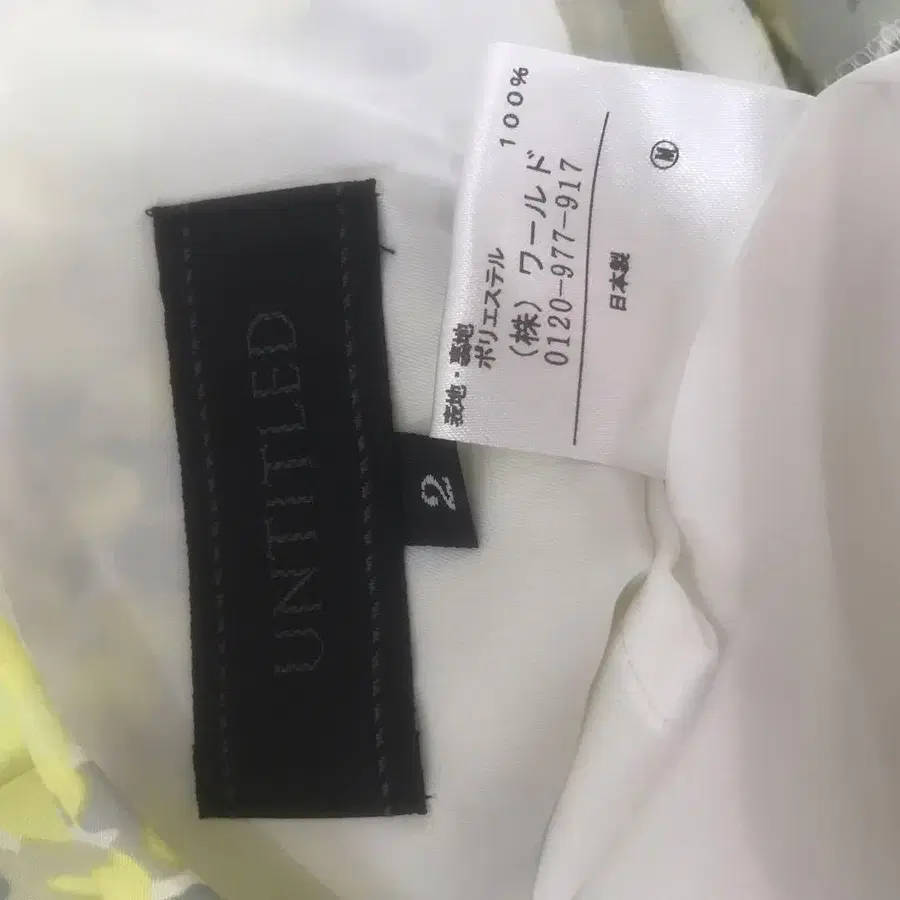 UNTITLED
2
表地・裏地
ポリエステル 100%
(株) ワールド
0120-977-917
日本製
Ⓜ